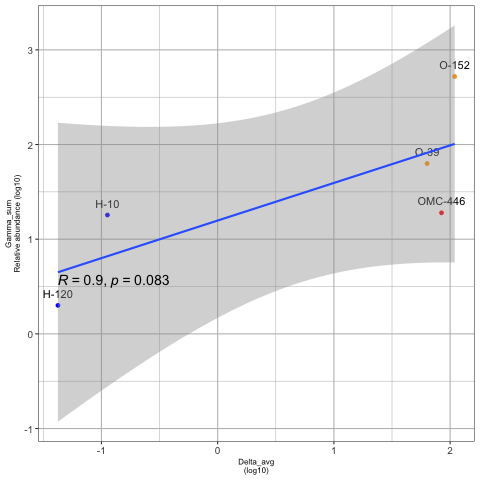 3
O-152
2
O-39
H-10
OMC-446
1
R = 0.9, p = 0.083
H-120
0
-1
-1 0 1 2
Gamma_sum
Relative abundance (log10)
Delta_avg
(log10)